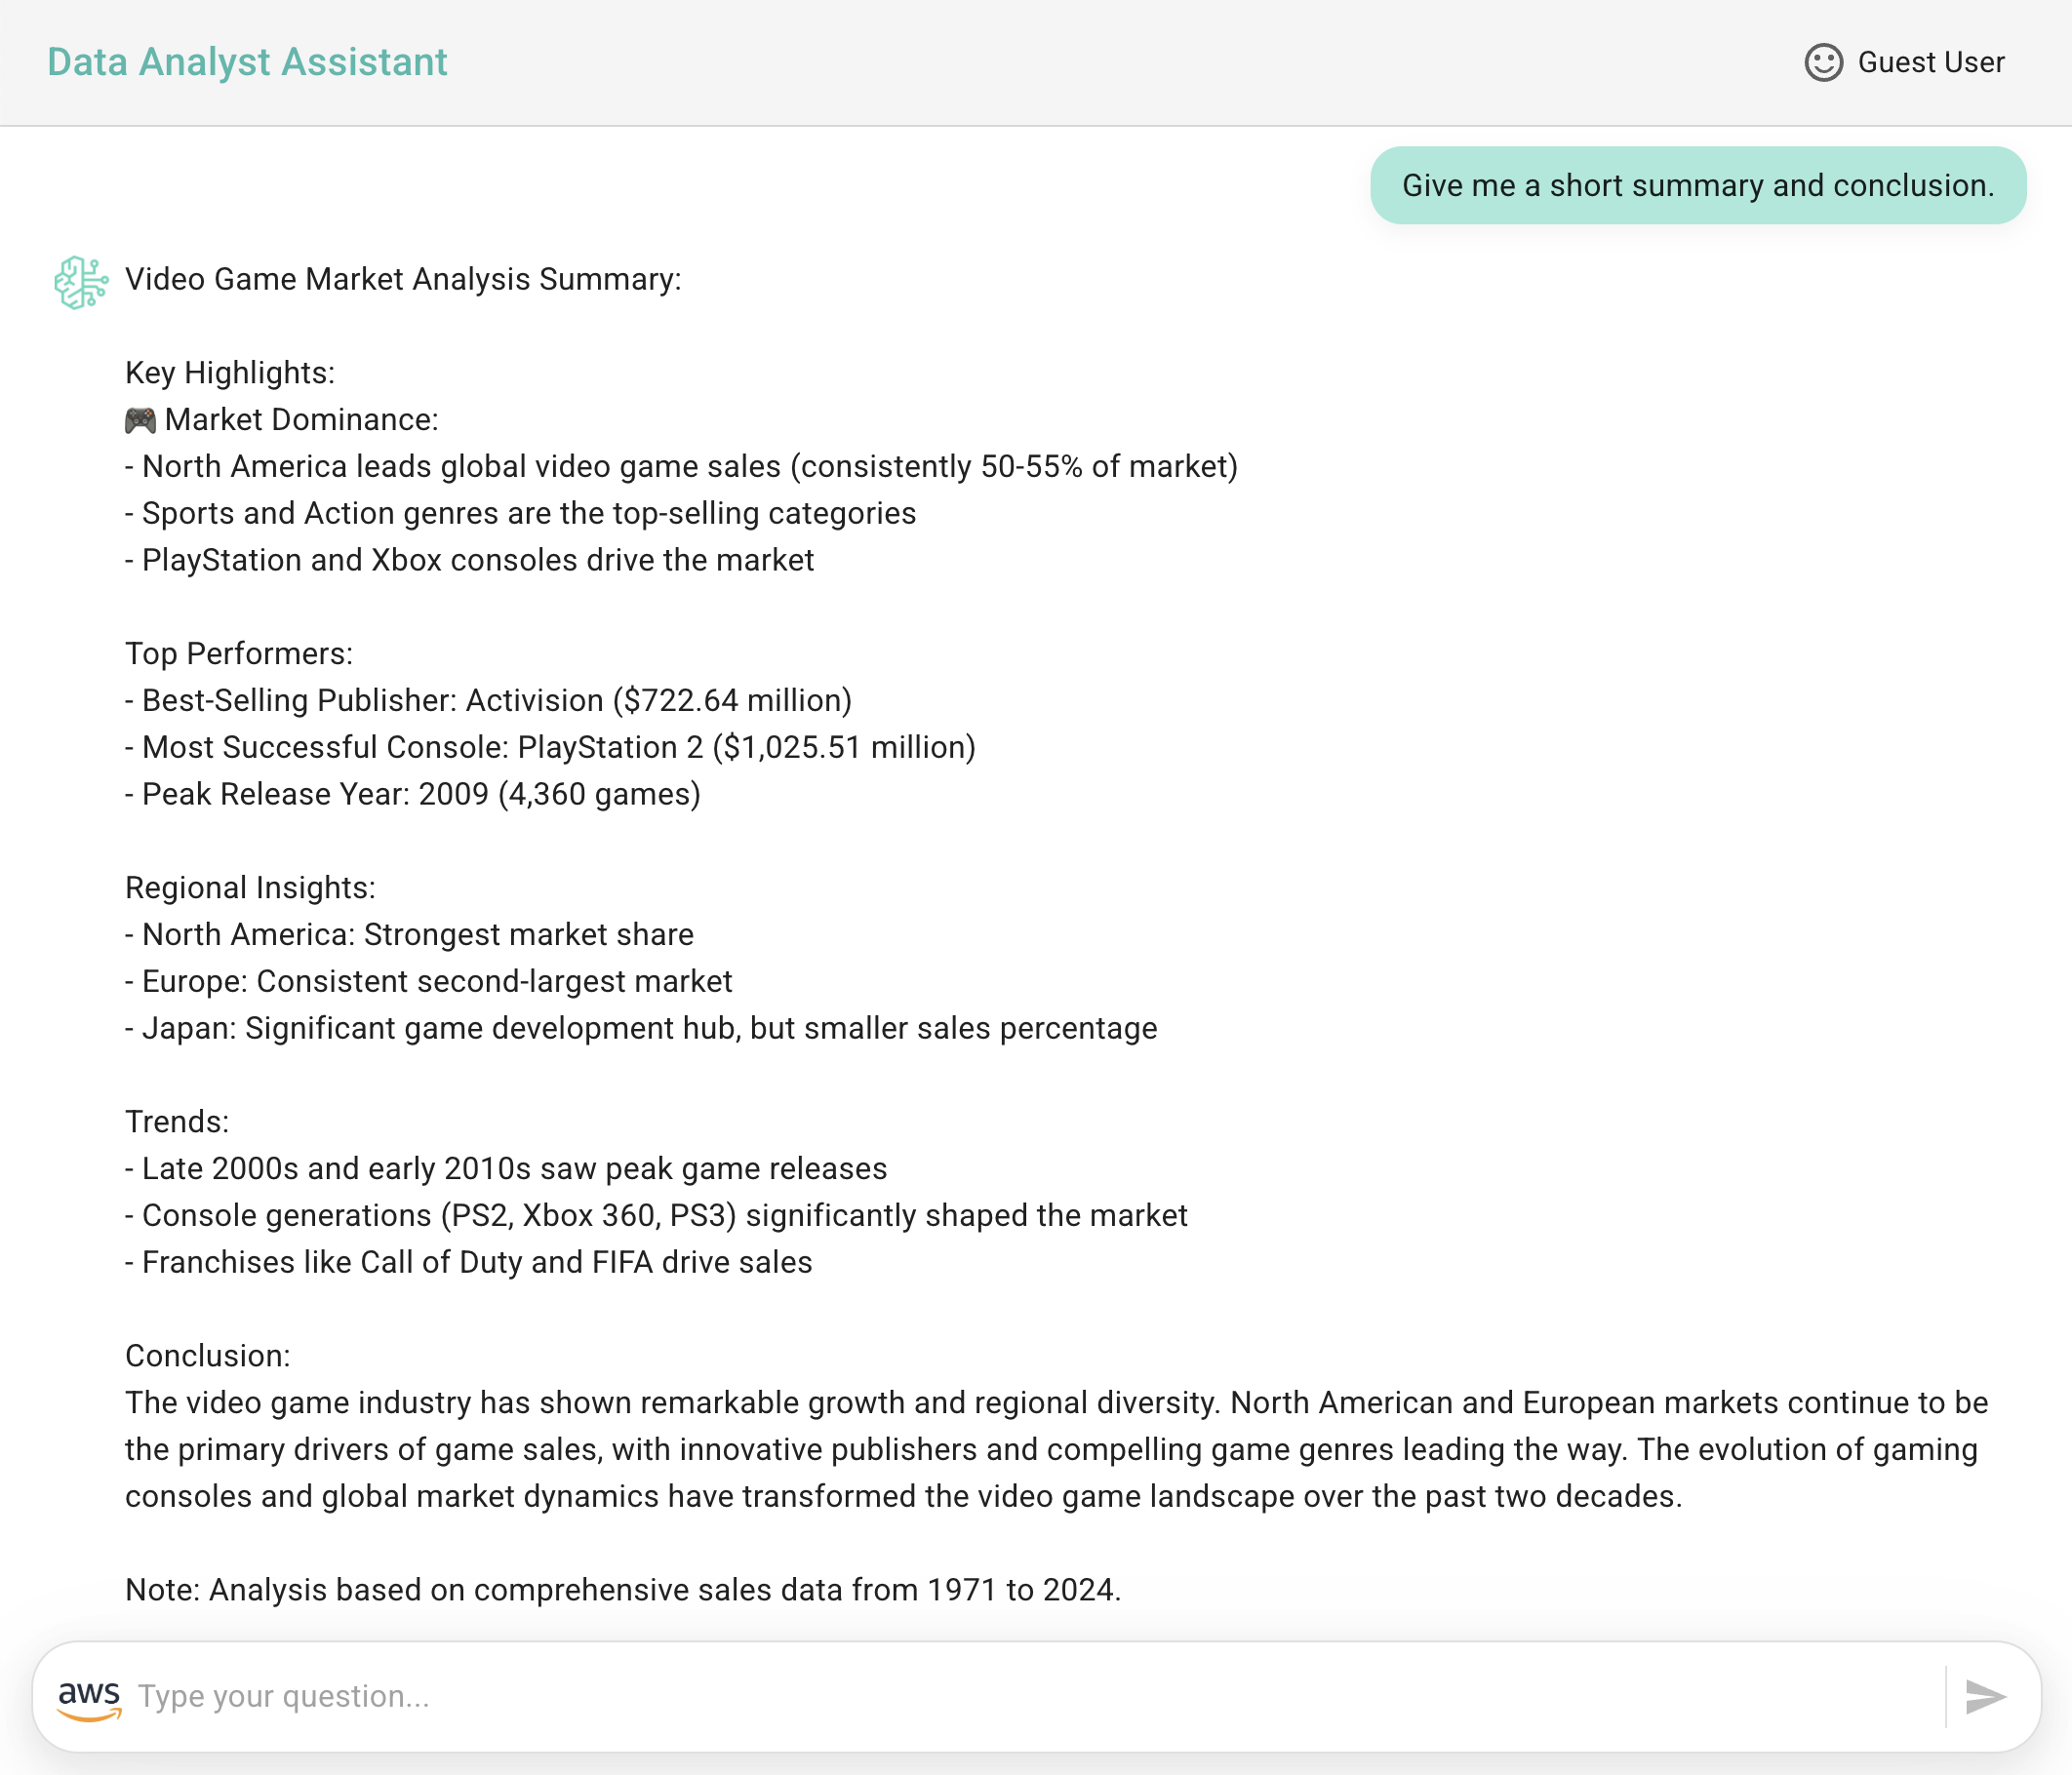 Data Analyst Assistant
Guest User
Give me a short summary and conclusion.
Video Game Market Analysis Summary:
Key Highlights:
🎮 Market Dominance:
- North America leads global video game sales (consistently 50-55% of market)
- Sports and Action genres are the top-selling categories
- PlayStation and Xbox consoles drive the market
Top Performers:
- Best-Selling Publisher: Activision ($722.64 million)
- Most Successful Console: PlayStation 2 ($1,025.51 million)
- Peak Release Year: 2009 (4,360 games)
Regional Insights:
- North America: Strongest market share
- Europe: Consistent second-largest market
- Japan: Significant game development hub, but smaller sales percentage
Trends:
- Late 2000s and early 2010s saw peak game releases
- Console generations (PS2, Xbox 360, PS3) significantly shaped the market
- Franchises like Call of Duty and FIFA drive sales
Conclusion:
The video game industry has shown remarkable growth and regional diversity. North American and European markets continue to be
the primary drivers of game sales, with innovative publishers and compelling game genres leading the way. The evolution of gaming
consoles and global market dynamics have transformed the video game landscape over the past two decades.
Note: Analysis based on comprehensive sales data from 1971 to 2024.
aws Type your question...